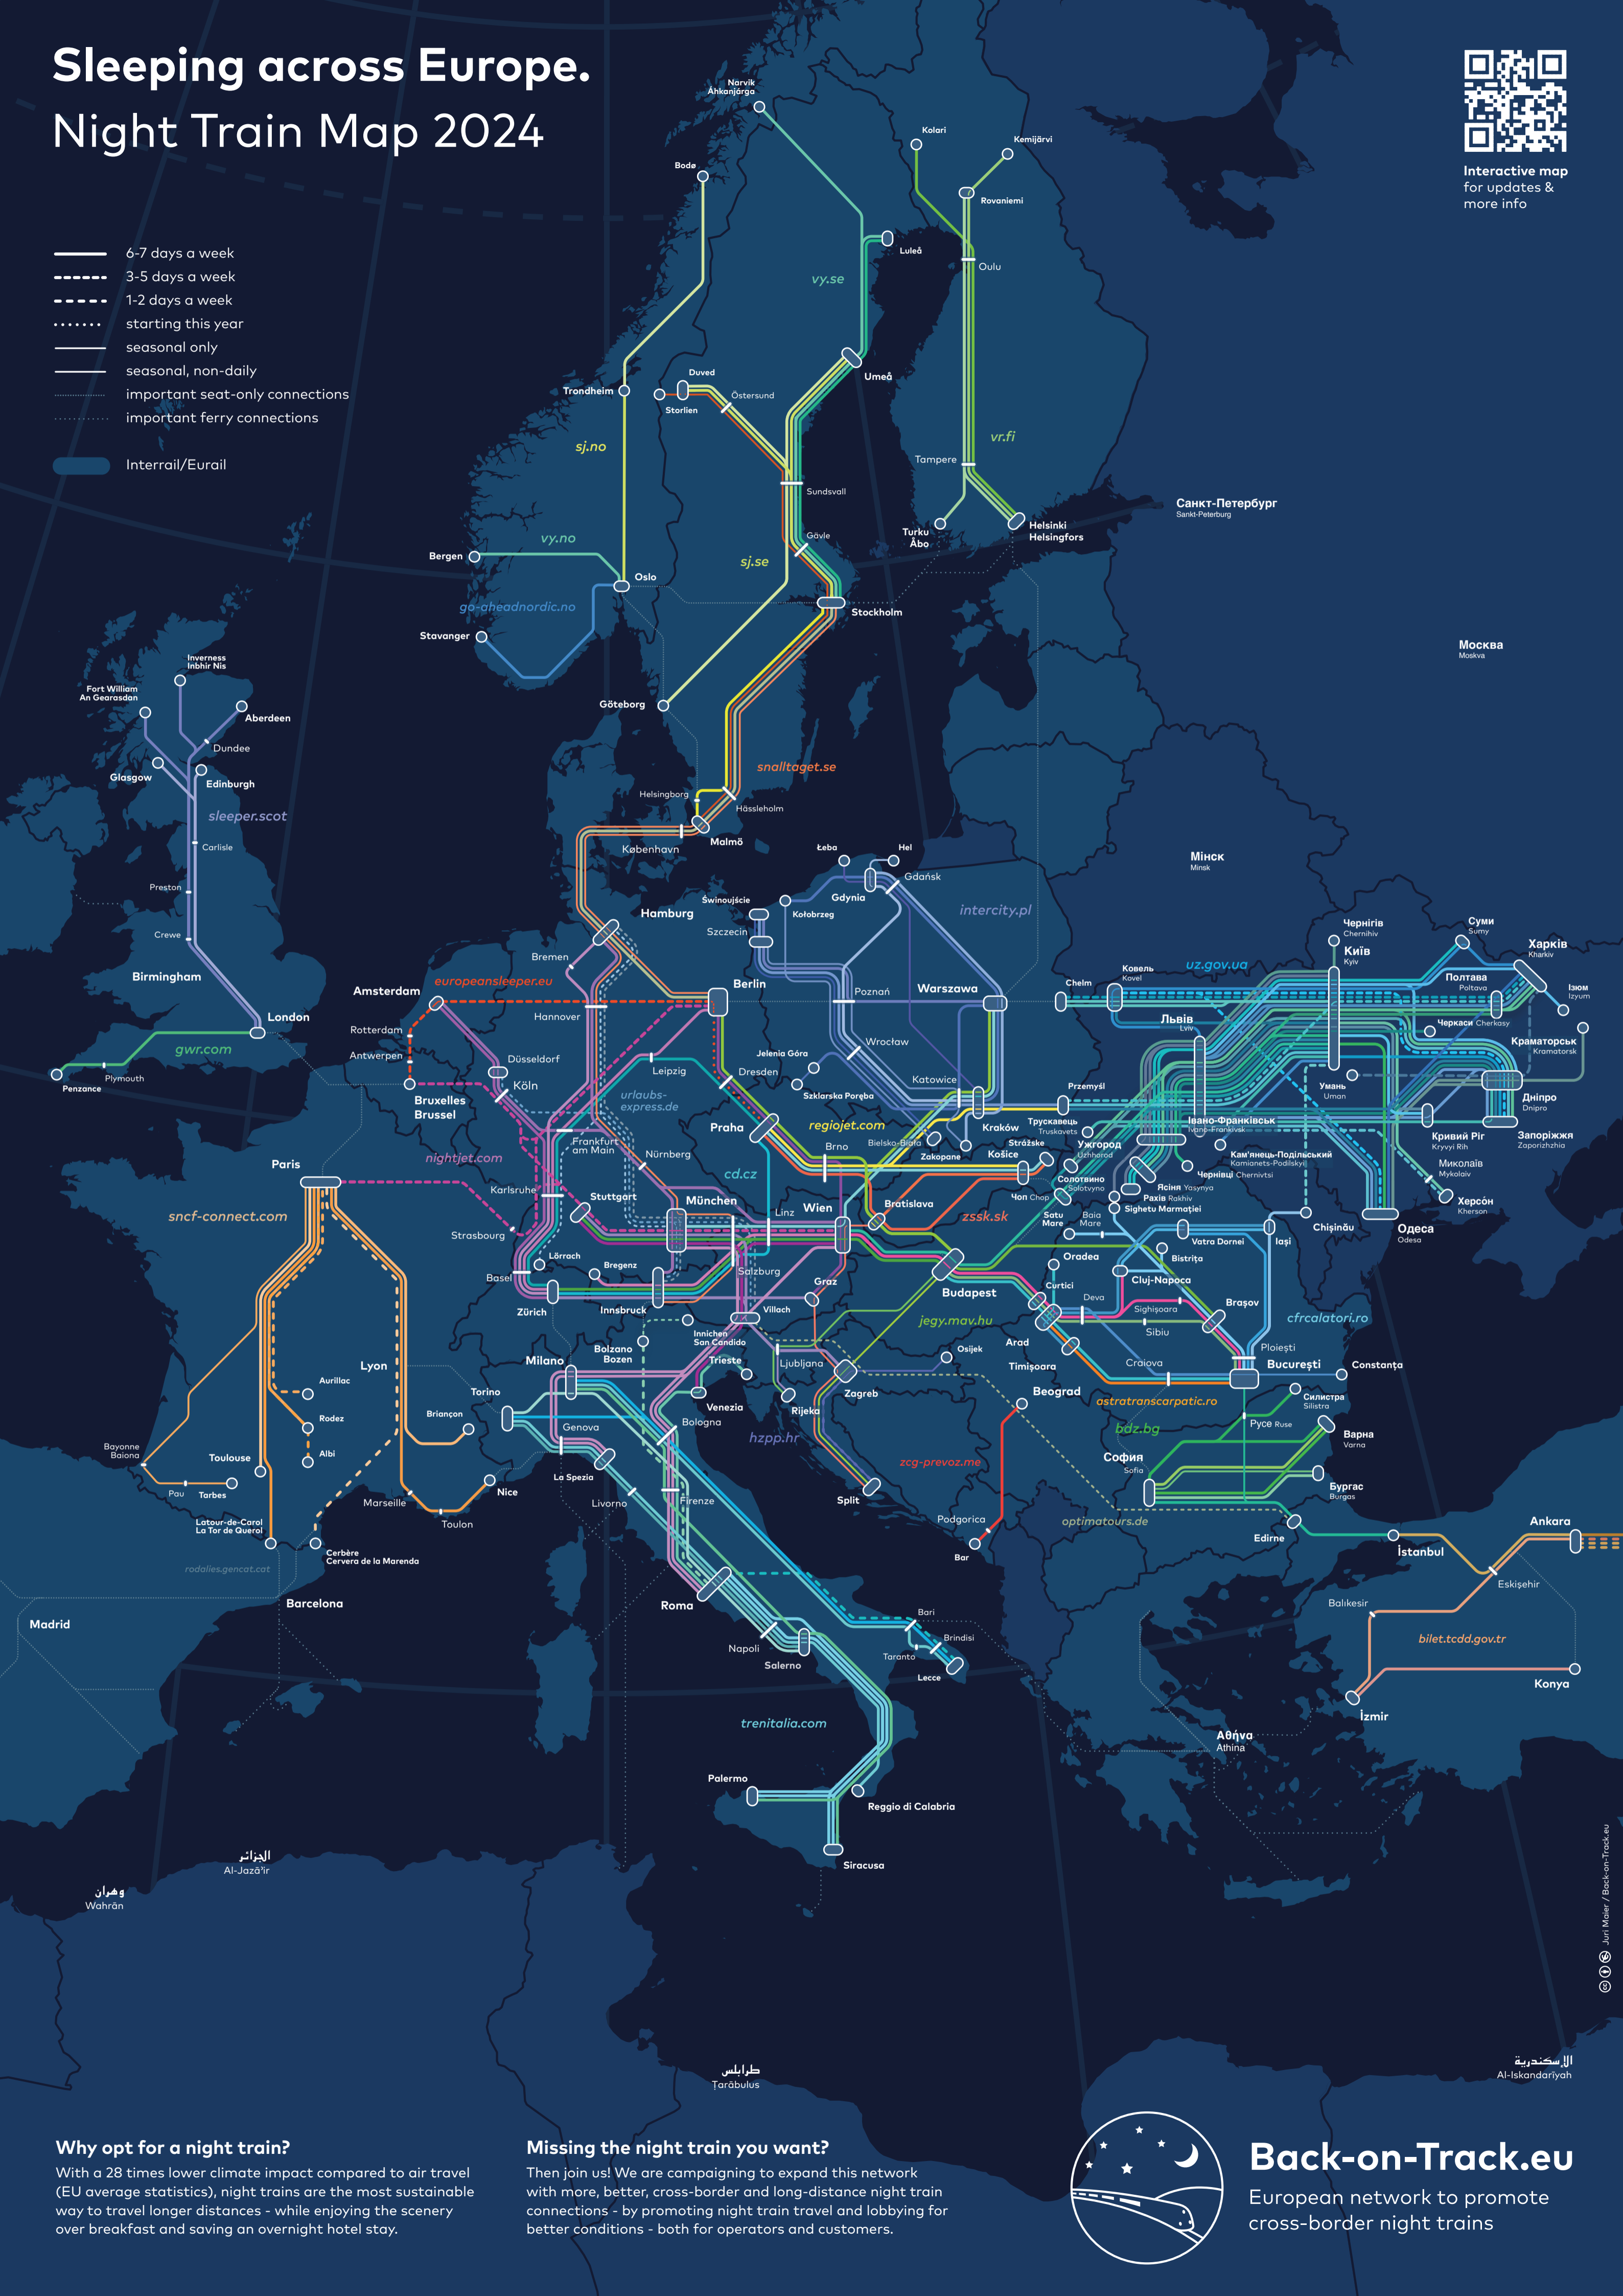 Sleeping across Europe.
Night Train Map 2024
Interactive map
for updates &
more info
6-7 days a week
3-5 days a week
1-2 days a week
starting this year
seasonal only
seasonal, non-daily
important seat-only connections
important ferry connections
Interrail/Eurail
Narvik
Áhkanjárga
Kolari
Kemijärvi
Bodø
Rovaniemi
Luleå
Oulu
vy.se
Umeå
Duved
Östersund
Trondheim
Storlien
sj.no
vr.fi
Tampere
Sundsvall
Санкт-Петербург
Sankt-Peterburg
Turku
Åbo
Helsinki
Helsingfors
Gävle
vy.no
Bergen
sj.se
Oslo
go-aheadnordic.no
Stockholm
Stavanger
Москва
Moskva
Inverness
Inbhir Nis
Fort William
An Gearasdan
Aberdeen
Göteborg
Dundee
Glasgow
Edinburgh
snalltaget.se
Helsingborg
Hässleholm
sleeper.scot
Carlisle
København
Malmö
Łeba
Hel
Мінск
Minsk
Gdańsk
Preston
Gdynia
Świnoujście
Kołobrzeg
Hamburg
intercity.pl
Szczecin
Crewe
Чернігів
Chernihiv
Суми
Sumy
Київ
Kyiv
Харків
Kharkiv
Bremen
Birmingham
europeansleeper.eu
Ковель
Kovel
uz.gov.ua
Полтава
Poltava
Chelm
Ізюм
Izyum
Amsterdam
Berlin
Poznań
Warszawa
London
Hannover
Львів
Lviv
Черкаси Cherkasy
Rotterdam
gwr.com
Wrocław
Краматорськ
Kramatorsk
Antwerpen
Düsseldorf
Jelenia Góra
Leipzig
Dresden
Plymouth
Penzance
Köln
Katowice
Przemyśl
Умань
Uman
Szklarska Poręba
Bruxelles
Brussel
urlaubs-
express.de
Дніпро
Dnipro
Praha
regiojet.com
Kraków
Трускавець
Truskavets
Івано-Франківськ
Ivano-Frankivsk
Кривий Ріг
Kryvyi Rih
Запоріжжя
Zaporizhzhia
Frankfurt
am Main
Brno
Bielsko-Biała
Zakopane
Strážske
Ужгород
Uzhhorod
Košice
Кам'янець-Подільський
Kamianets-Podilskyi
nightjet.com
Nürnberg
Paris
cd.cz
Чернівці Chernivtsi
Миколаїв
Mykolaiv
Karlsruhe
Stuttgart
München
Солотвино
Solotvyno
Ясіня Yasynya
Чоп Chop
Рахів Rakhiv
Херсон
Kherson
sncf-connect.com
Linz
Wien
Bratislava
zssk.sk
Satu
Mare
Baia
Mare
Sighetu Marmației
Chișinău
Одеса
Odesa
Strasbourg
Lörrach
Bregenz
Salzburg
Oradea
Vatra Dornei
Iași
Bistrița
Basel
Graz
Curtici
Cluj-Napoca
Zürich
Innsbruck
Villach
Budapest
Deva
Sighișoara
Brașov
jegy.mav.hu
Sibiu
cfrcalatori.ro
Innichen
San Candido
Bolzano
Bozen
Arad
Ploiești
Milano
Trieste
Ljubljana
Osijek
Timișoara
Craiova
București
Constanța
Lyon
Aurillac
Torino
Zagreb
Beograd
Силистра
Silistra
Venezia
Rijeka
ostratranscarpatic.ro
Briançon
Rodez
Bologna
Русе Ruse
bdz.bg
Genova
hzpp.hr
Варна
Varna
Bayonne
Baiona
Albi
Toulouse
zcg-prevoz.me
София
Sofia
La Spezia
Бургас
Burgas
Pau
Tarbes
Nice
Livorno
Firenze
Split
Marseille
Podgorica
optimatours.de
Latour-de-Carol
La Tor de Querol
Toulon
Edirne
Ankara
İstanbul
Bar
Cerbère
Cervera de la Marenda
rodalies.gencat.cat
Eskişehir
Barcelona
Roma
Balıkesir
Bari
Madrid
Napoli
Brindisi
bilet.tcdd.gov.tr
Taranto
Salerno
Lecce
Konya
İzmir
trenitalia.com
Αθήνα
Athina
Palermo
Reggio di Calabria
Siracusa
الجزائر
Al-Jazāʾir
وهران
Wahrān
Juri Maier / Back-on-Track.eu
طرابلس
Ṭarābulus
الإسكندرية
Al-Iskandarīyah
Why opt for a night train?
With a 28 times lower climate impact compared to air travel
(EU average statistics), night trains are the most sustainable
way to travel longer distances - while enjoying the scenery
over breakfast and saving an overnight hotel stay.
Missing the night train you want?
Then join us! We are campaigning to expand this network
with more, better, cross-border and long-distance night train
connections - by promoting night train travel and lobbying for
better conditions - both for operators and customers.
Back-on-Track.eu
European network to promote
cross-border night trains